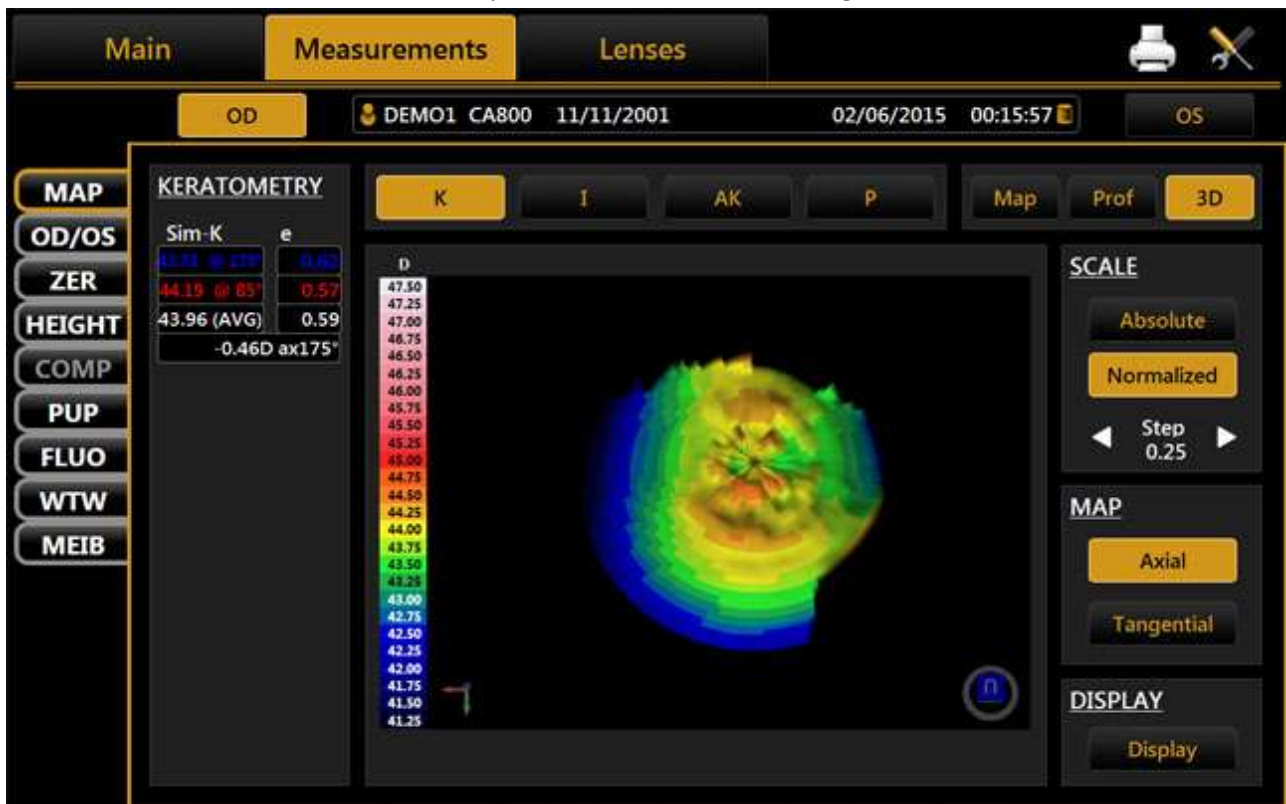 Main Measurements Lenses
OD DEMO1 CA800 11/11/2001 02/06/2015 00:15:57 OS
MAP
OD/OS
ZER
HEIGHT
COMP
PUP
FLUO
WTW
MEIB
KERATOMETRY
Sim-K e
44.19 @ 85° 0.57
43.96 (AVG) 0.59
-0.46D ax175°
K I AK P Map Prof 3D
D
47.50
47.25
47.00
46.75
46.50
46.25
46.00
45.75
45.50
45.25
45.00
44.75
44.50
44.25
44.00
43.75
43.50
43.25
43.00
42.75
42.50
42.25
42.00
41.75
41.50
41.25
SCALE
Absolute
Normalized
Step
0.25
MAP
Axial
Tangential
DISPLAY
Display